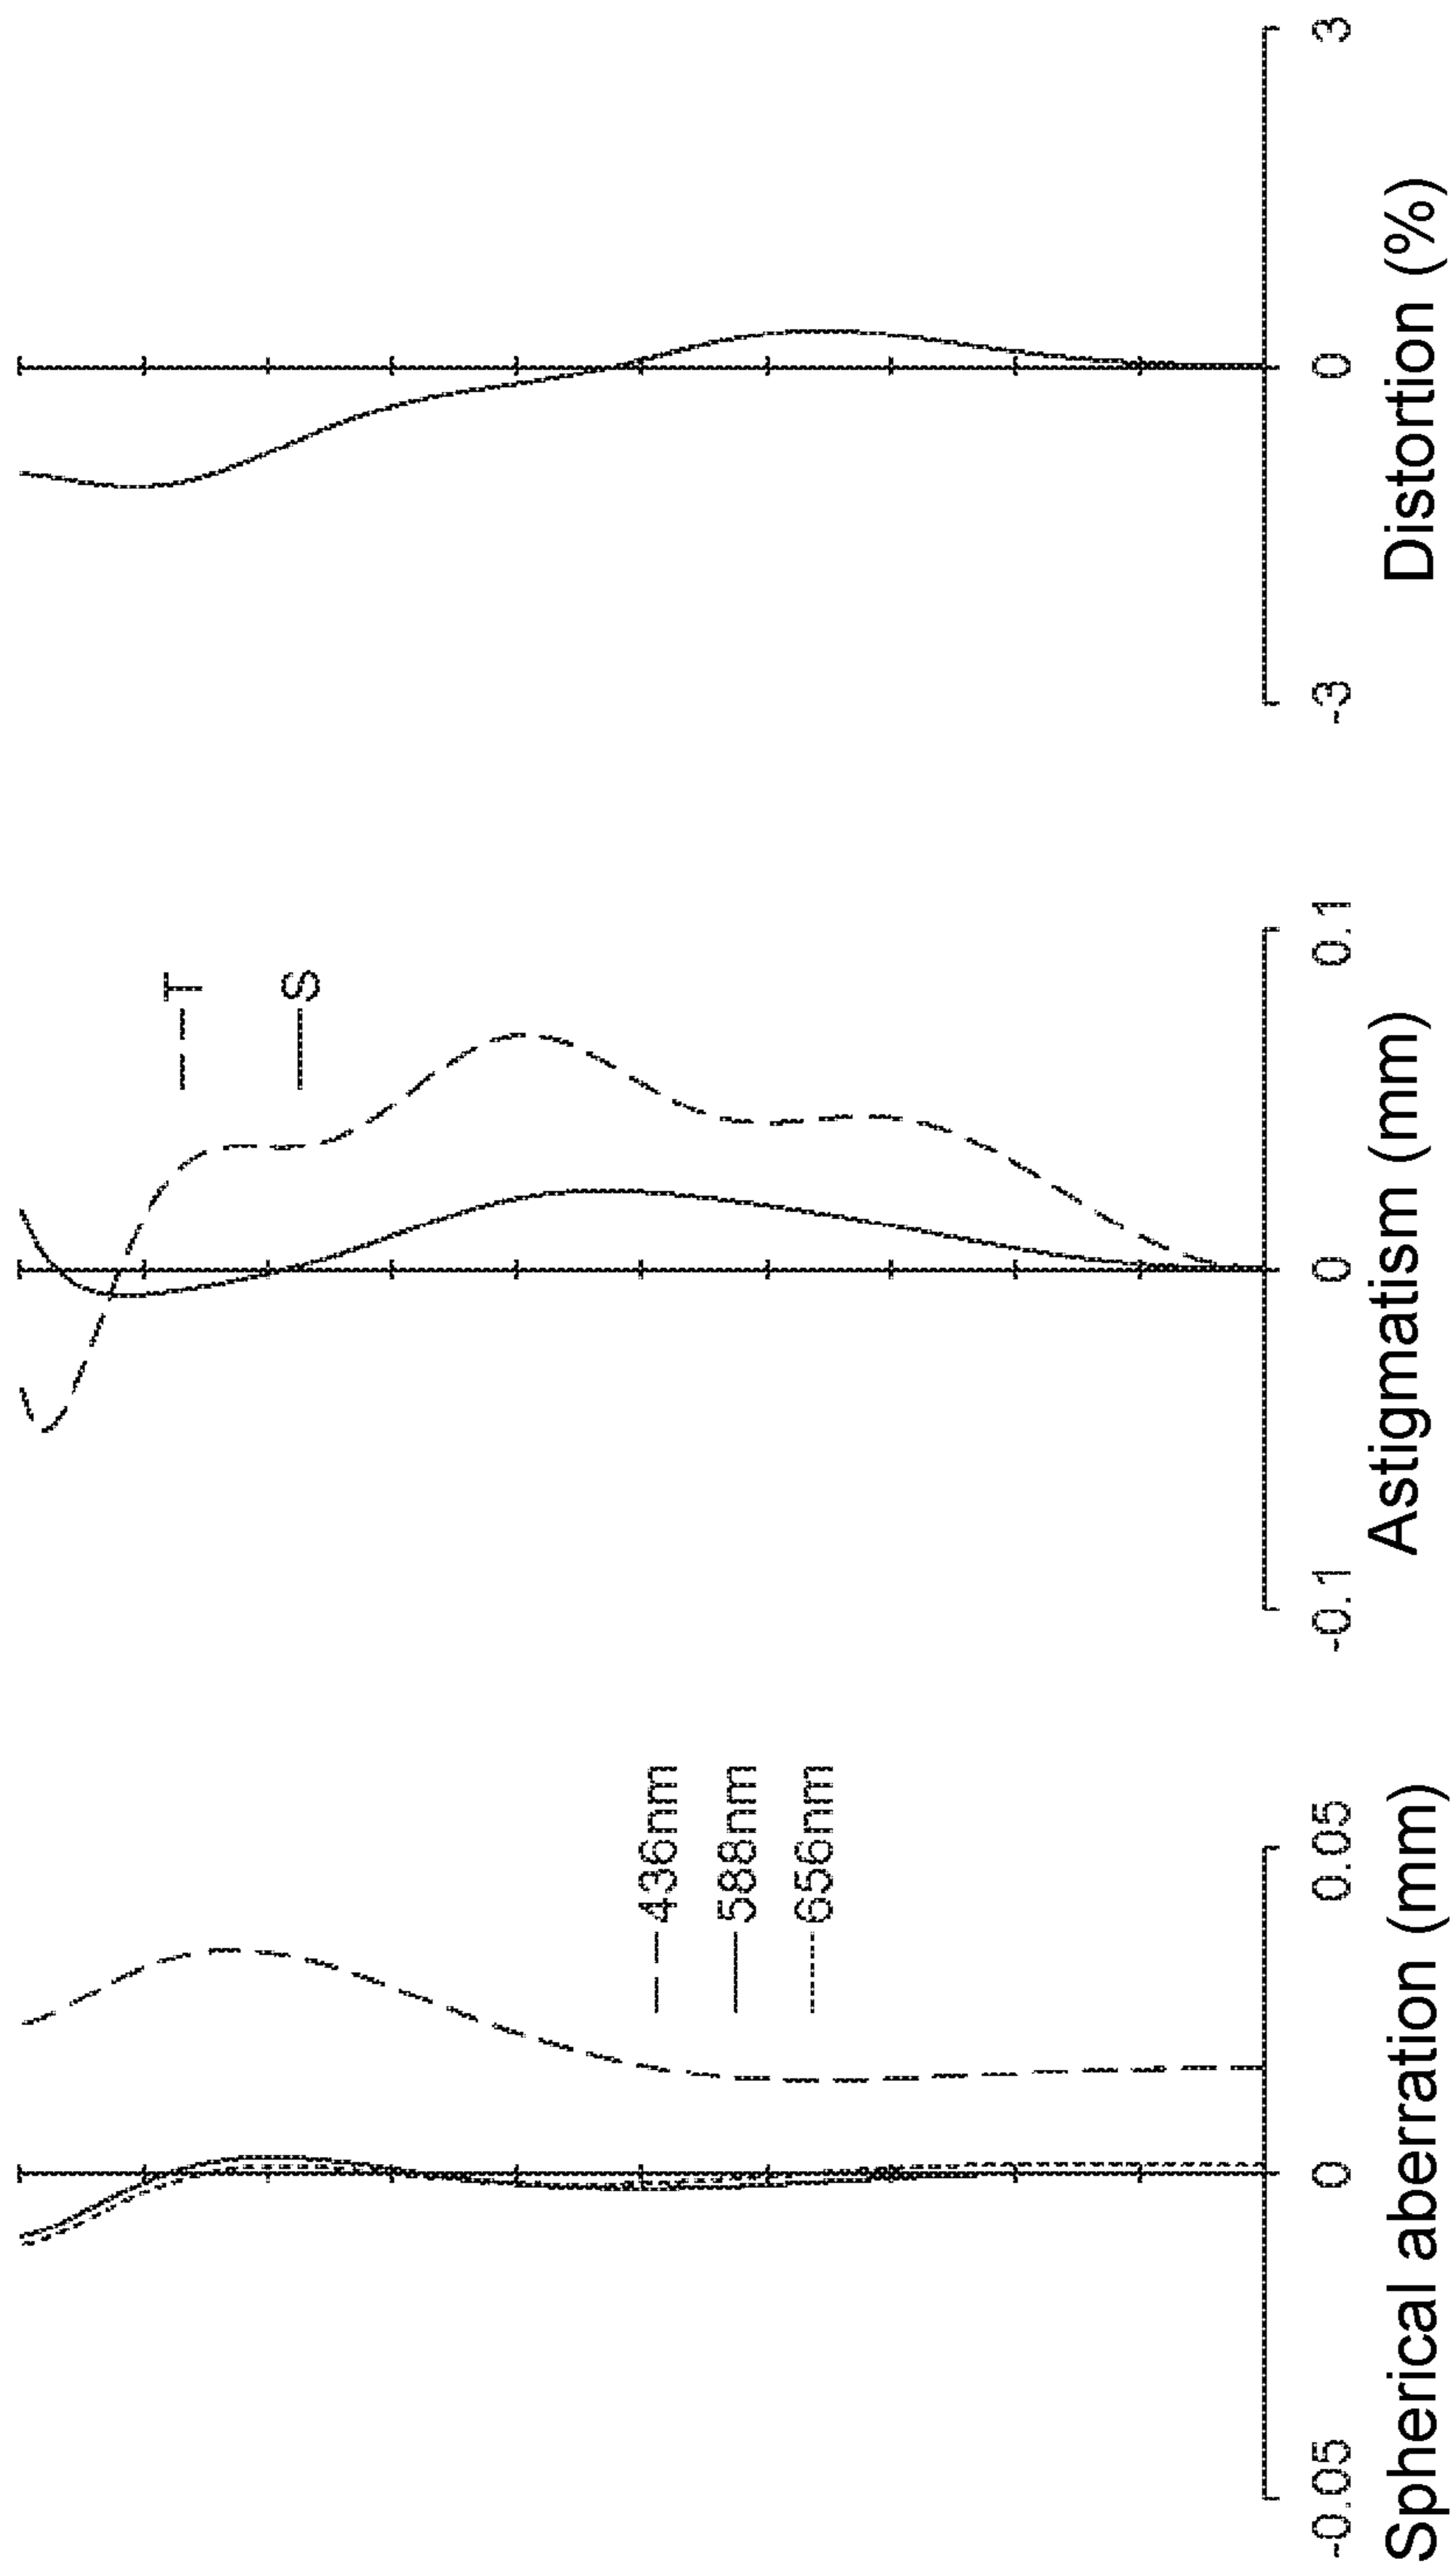 436nm
588nm
656nm
-0.05 0 0.05
Spherical aberration (mm)
T
S
-0.1 0 0.1
Astigmatism (mm)
-3 0 3
Distortion (%)